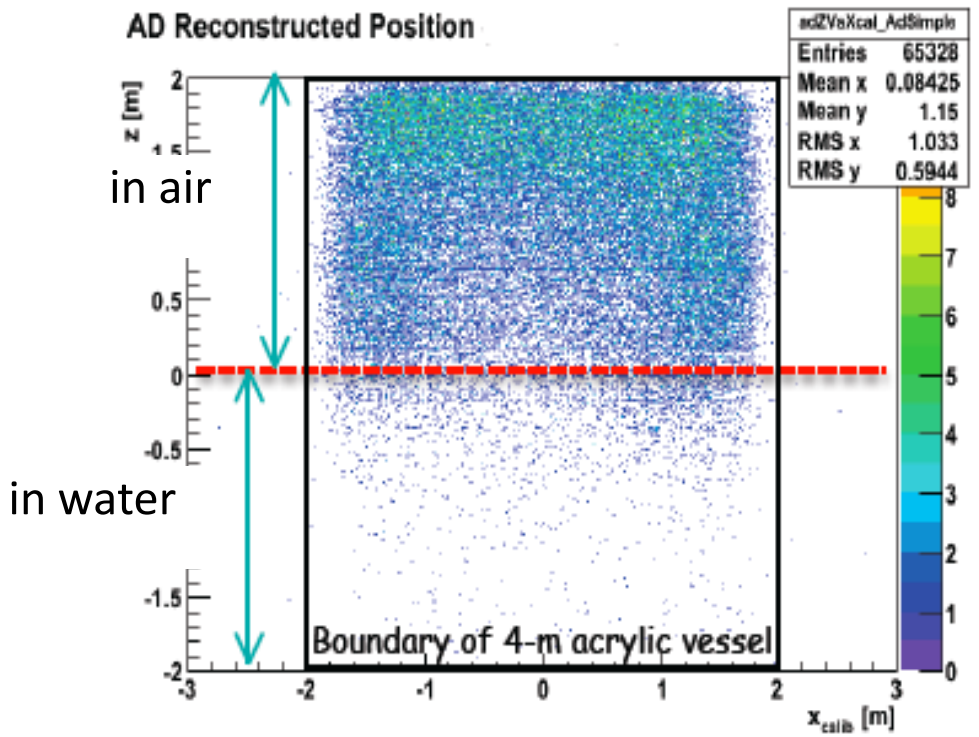 AD Reconstructed Position
adZVsXcal_AdSimple
Entries 65328
Mean x 0.08425
Mean y 1.15
RMS x 1.033
RMS y 0.5944
z [m]
2
1.5
0.5
0
-0.5
-1.5
-2
in air
in water
8
7
6
5
4
3
2
1
0
Boundary of 4-m acrylic vessel
-3 -2 -1 0 1 2 3
x_calib [m]